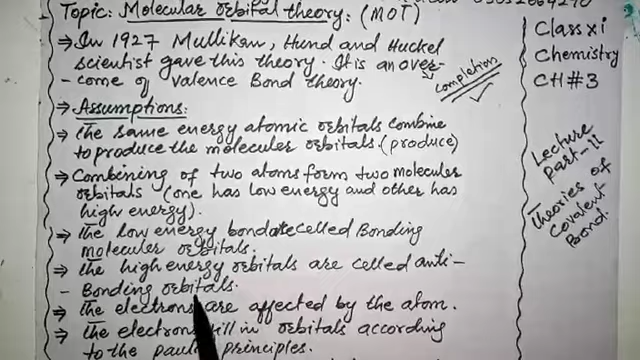 Topic: Molecular orbital theory. (MOT)
⇒ In 1927 Mullikan, Hund and Huckel
scientist gave this theory. It is an over-
- come of valence Bond theory.
completion
⇒ Assumptions:
⇒ The same energy atomic orbitals combine
to produce the molecular orbitals. (produce)
⇒ Combining of two atoms form two molecular
orbitals (one has low energy and other has
high energy).
⇒ The low energy bond are called Bonding
molecular orbitals.
⇒ The high energy orbitals are called anti-
- Bonding orbitals.
⇒ The electrons are affected by the atom.
⇒ The electrons fill in orbitals according
to the pauli principles.
Class xi
Chemistry
CH # 3
Lecture
Part-II
Theories of
Covalent
Bond.